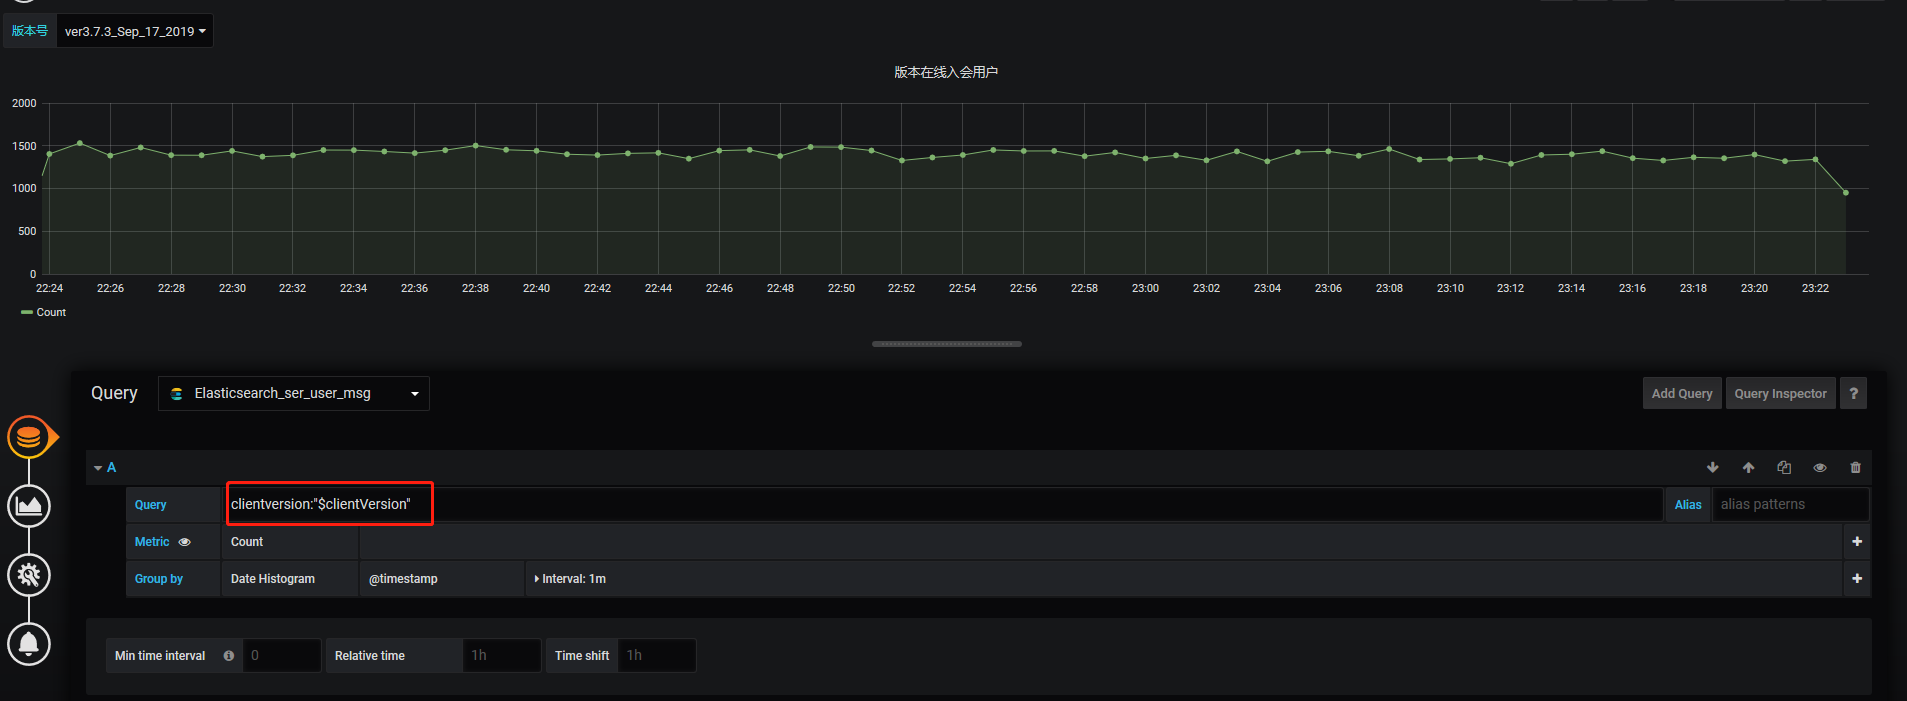 版本号 ver3.7.3_Sep_17_2019
版本在线入会用户
2000
1500
1000
500
0
22:24 22:26 22:28 22:30 22:32 22:34 22:36 22:38 22:40 22:42 22:44 22:46 22:48 22:50 22:52 22:54 22:56 22:58 23:00 23:02 23:04 23:06 23:08 23:10 23:12 23:14 23:16 23:18 23:20 23:22
Count
Query Elasticsearch_ser_user_msg Add Query Query Inspector ?
A
Query clientversion:"$clientVersion" Alias alias patterns
Metric Count +
Group by Date Histogram @timestamp Interval: 1m +
Min time interval 0 Relative time 1h Time shift 1h